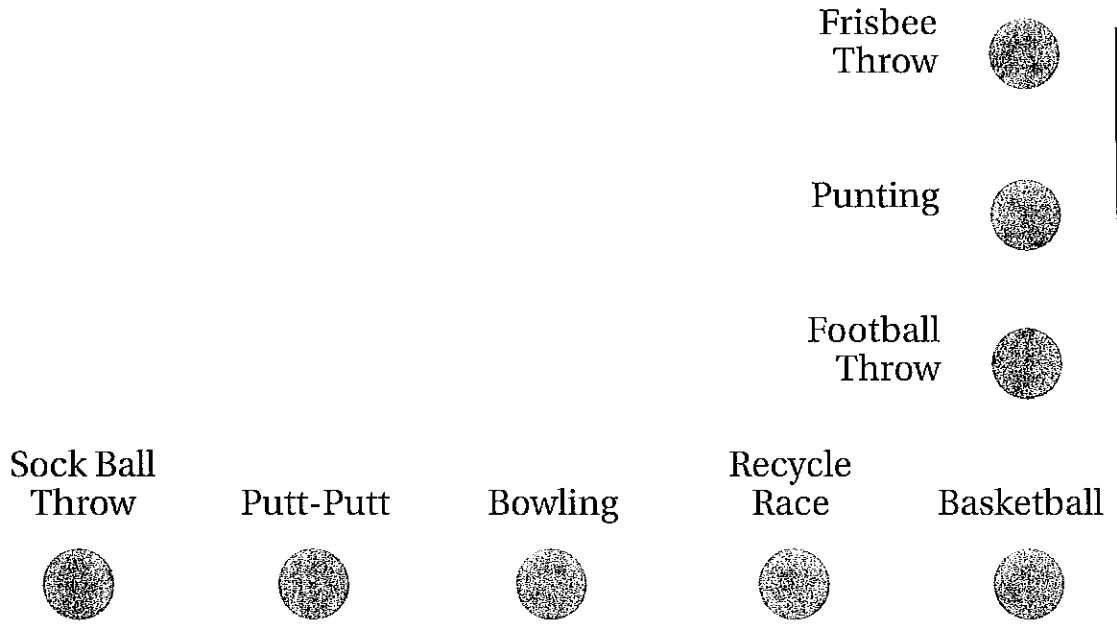 Frisbee
Throw
Punting
Football
Throw
Sock Ball
Throw
Putt-Putt
Bowling
Recycle
Race
Basketball